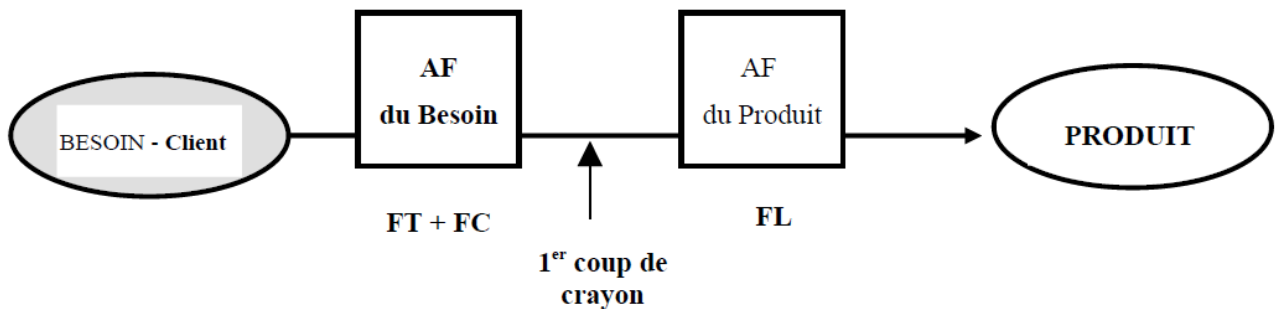 AF
du Besoin
AF
du Produit
BESOIN - Client
PRODUIT
FT + FC
FL
1er coup de
crayon